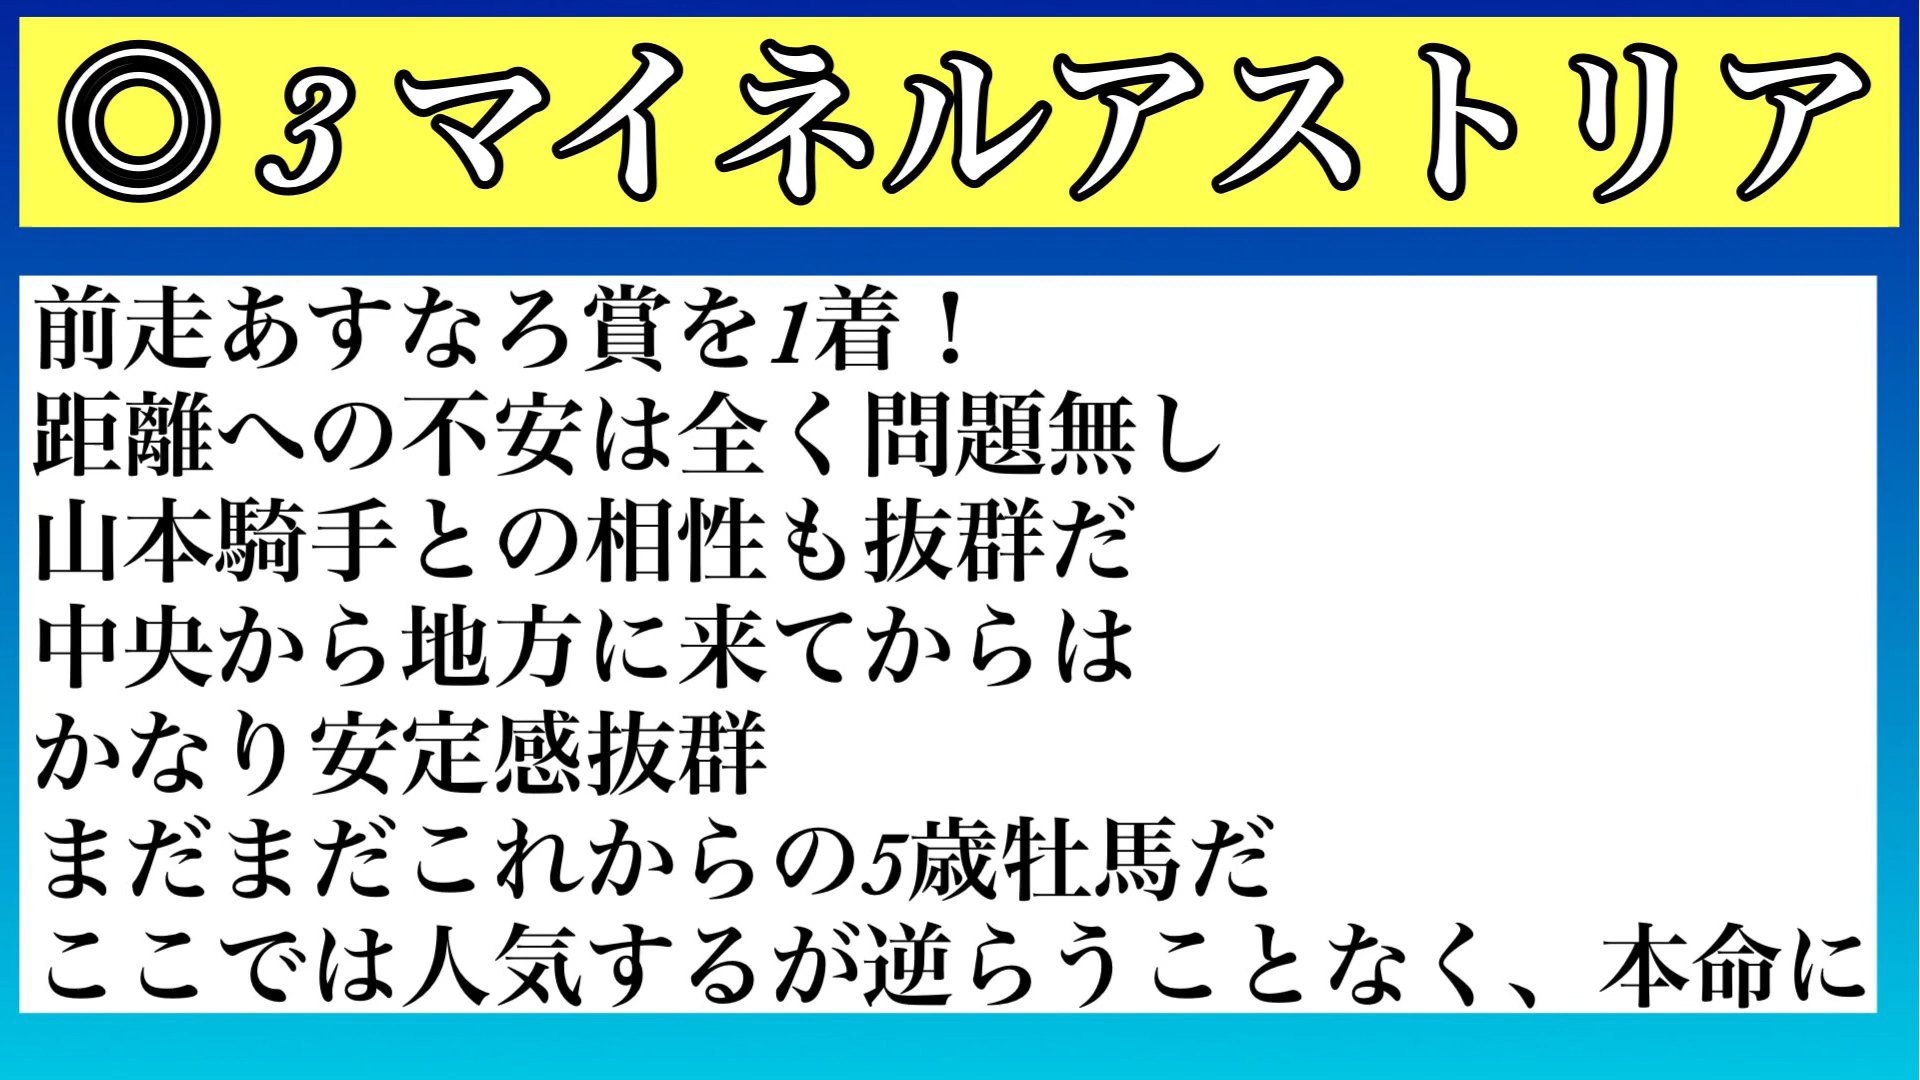 ◎3マイネルアストリア
前走あすなろ賞を1着！
距離への不安は全く問題無し
山本騎手との相性も抜群だ
中央から地方に来てからは
かなり安定感抜群
まだまだこれからの5歳牡馬だ
ここでは人気するが逆らうことなく、本命に